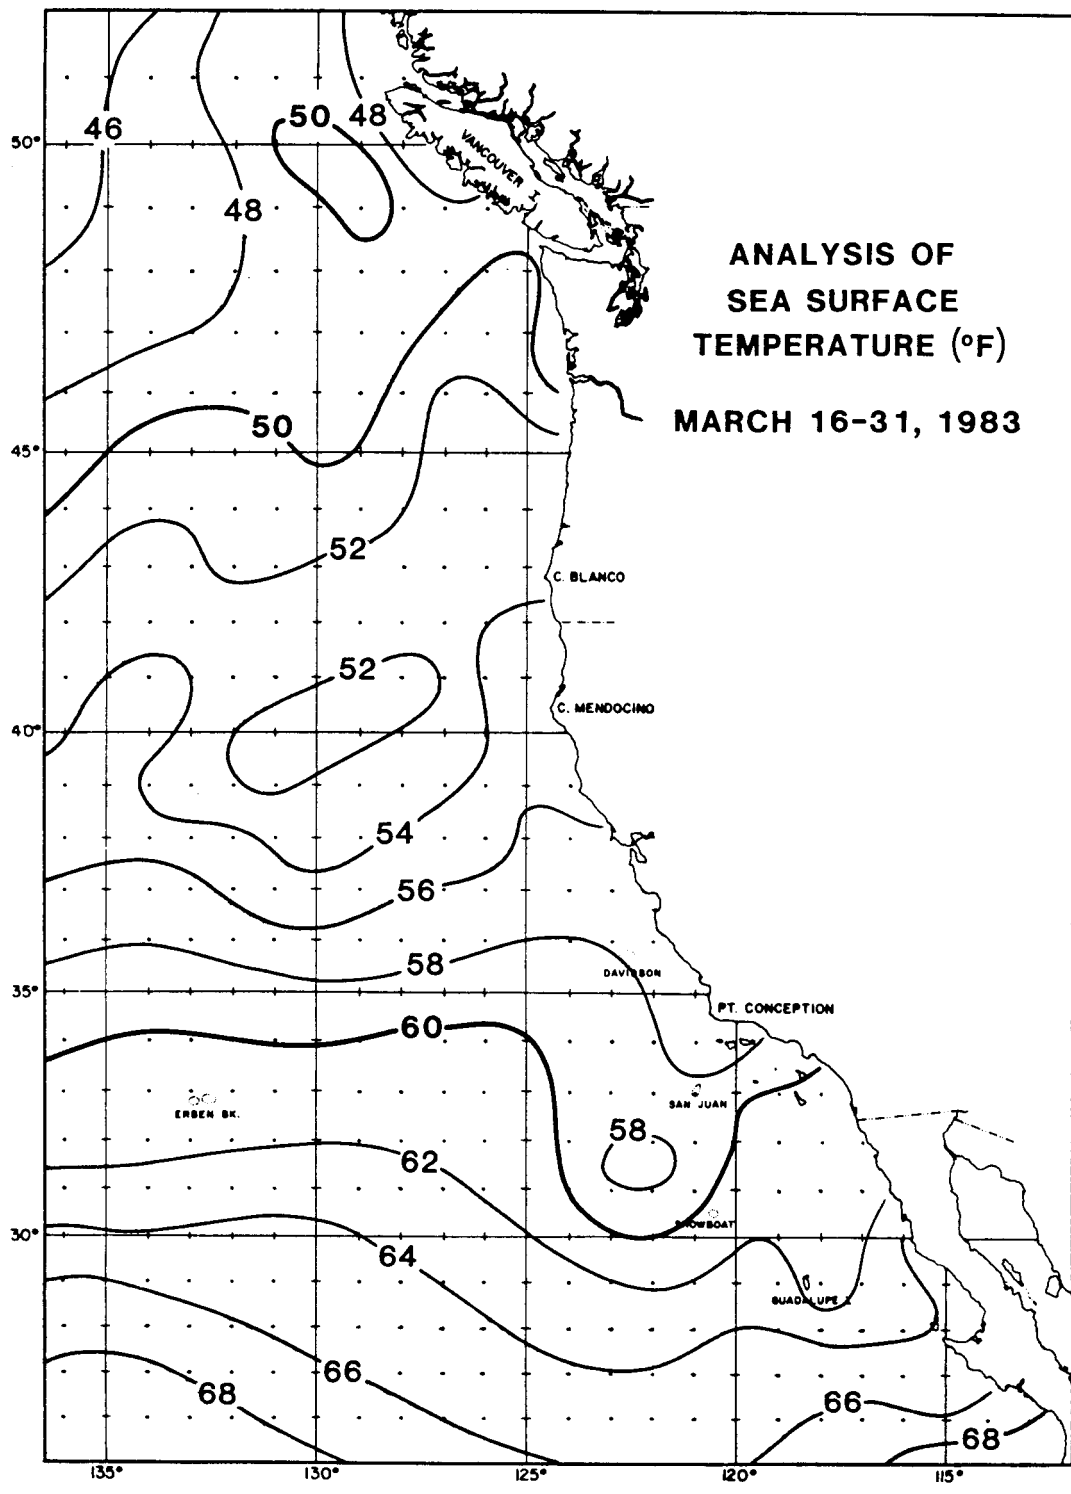 50
48
46
50°
VANCOUVER I.
48
ANALYSIS OF
SEA SURFACE
TEMPERATURE (°F)
MARCH 16-31, 1983
50
45°
52
C. BLANCO
52
C. MENDOCINO
40°
54
56
58
DAVIDSON
35°
PT. CONCEPTION
60
ERBEN BK.
SAN JUAN
58
62
SHOWBOAT
30°
64
GUADALUPE I.
66
68
66
68
135°
130°
125°
120°
115°